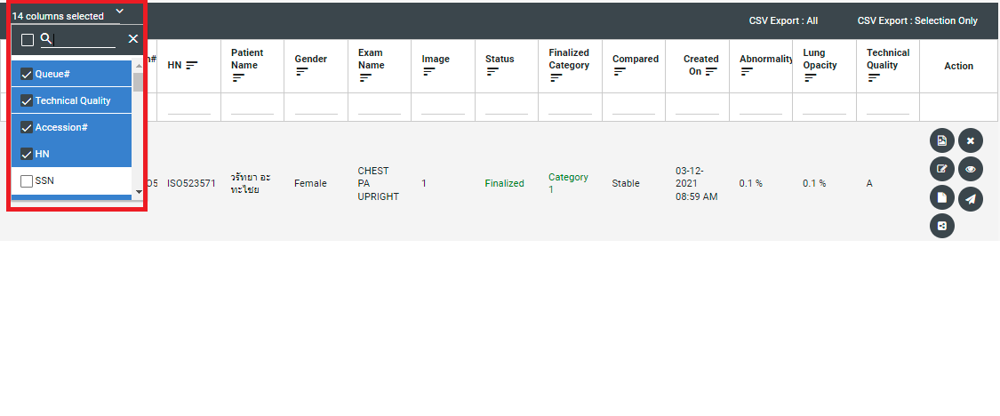 14 columns selected
CSV Export : All
CSV Export : Selection Only
n#
HN
Patient
Name
Gender
Exam
Name
Image
Status
Finalized
Category
Compared
Created
On
Abnormality
Lung
Opacity
Technical
Quality
Action
Queue#
Technical Quality
Accession#
HN
SSN
O5
ISO523571
วรัทยา อะ
ทะไชย
Female
CHEST
PA
UPRIGHT
1
Finalized
Category
1
Stable
03-12-
2021
08:59 AM
0.1 %
0.1 %
A